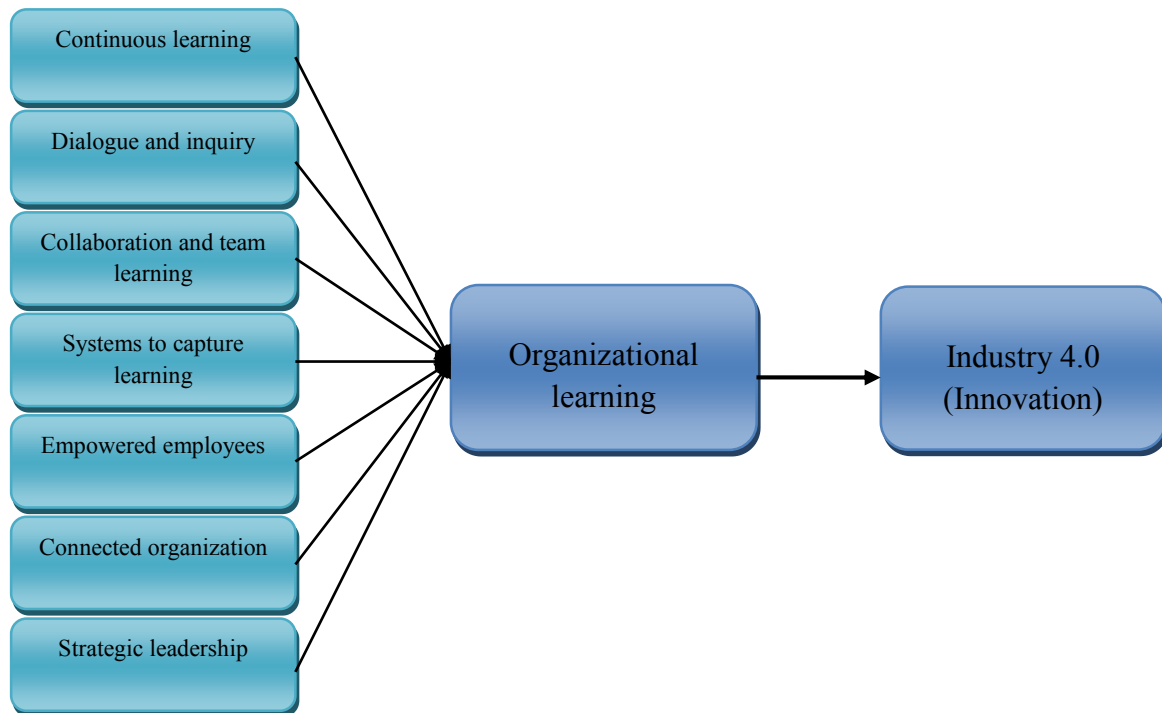 Continuous learning
Dialogue and inquiry
Collaboration and team
learning
Systems to capture
learning
Empowered employees
Connected organization
Strategic leadership
Organizational
learning
Industry 4.0
(Innovation)